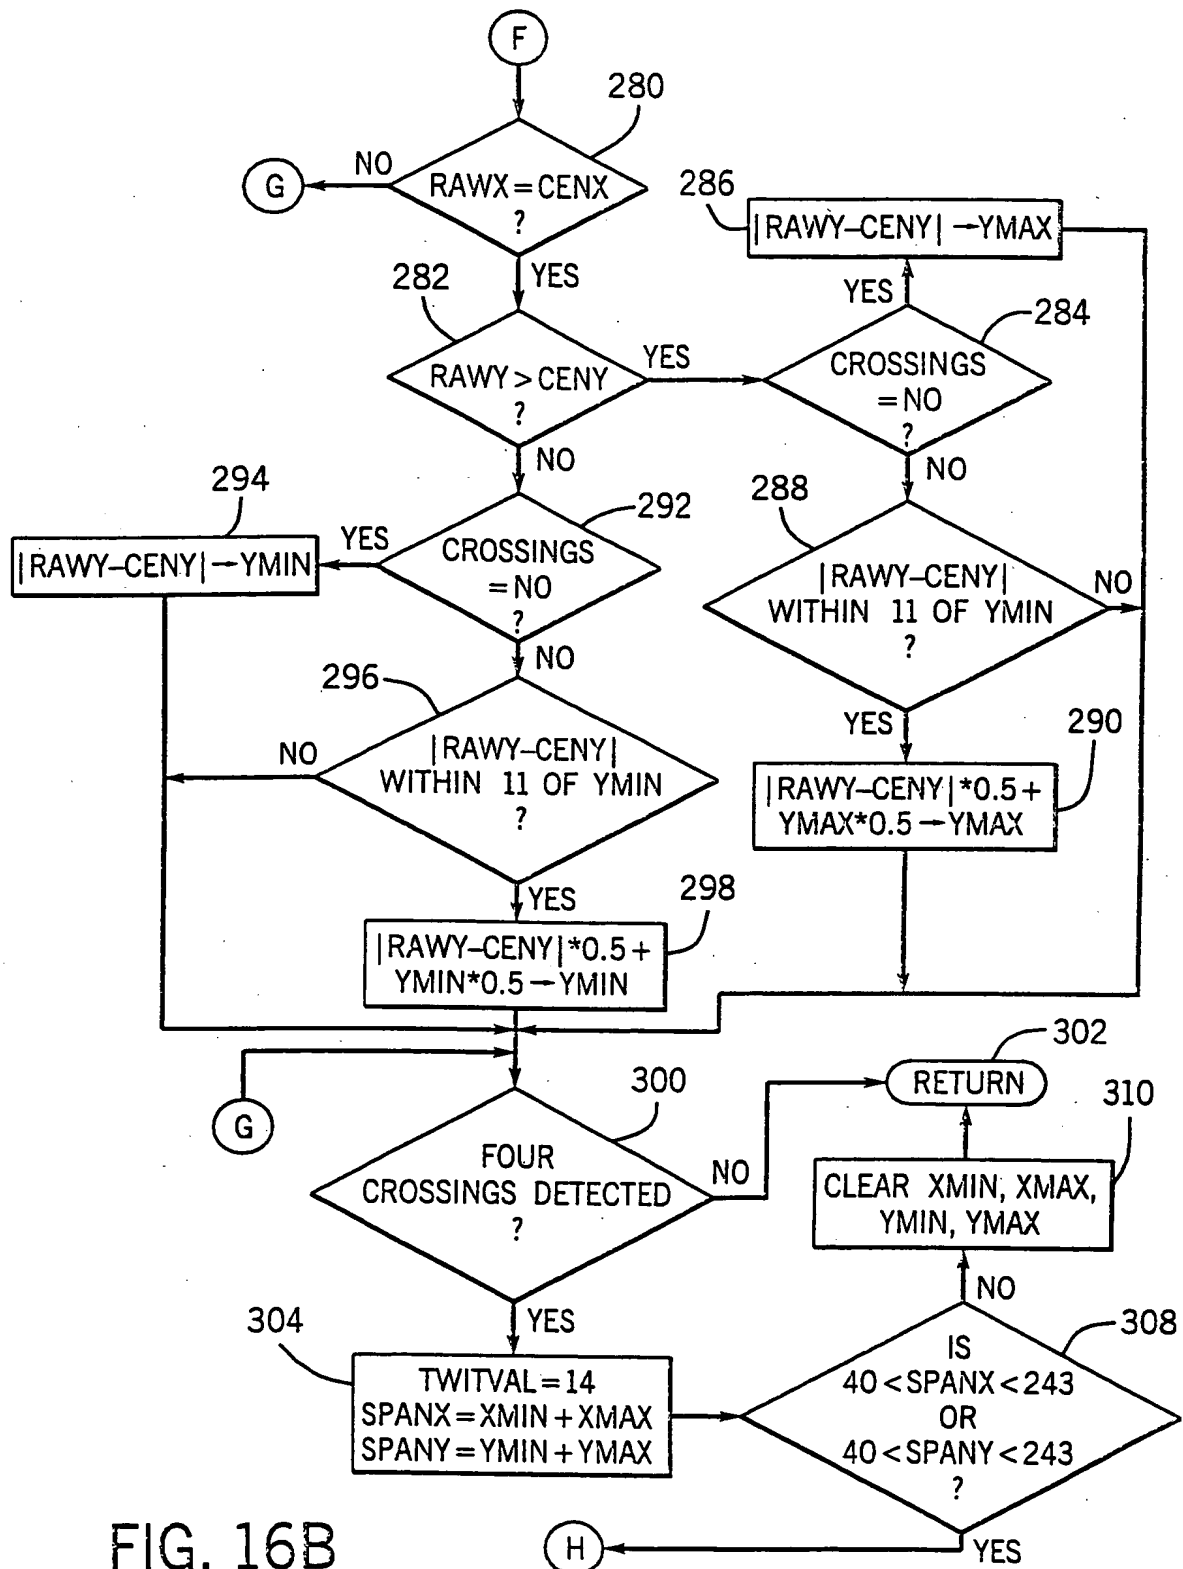 F
280
NO
G
RAWX=CENX
?
286
|RAWY–CENY|→YMAX
YES
282
YES
284
RAWY>CENY
?
YES
CROSSINGS
=NO
?
NO
NO
294
292
288
|RAWY–CENY|→YMIN
YES
CROSSINGS
=NO
?
|RAWY–CENY|
WITHIN 11 OF YMIN
?
NO
NO
296
YES
290
NO
|RAWY–CENY|
WITHIN 11 OF YMIN
?
|RAWY–CENY|*0.5+
YMAX*0.5→YMAX
YES
298
|RAWY–CENY|*0.5+
YMIN*0.5→YMIN
302
RETURN
300
310
G
FOUR
CROSSINGS DETECTED
?
NO
CLEAR XMIN, XMAX,
YMIN, YMAX
NO
304
YES
308
TWITVAL=14
SPANX=XMIN+XMAX
SPANY=YMIN+YMAX
IS
40<SPANX<243
OR
40<SPANY<243
?
YES
H
FIG. 16B